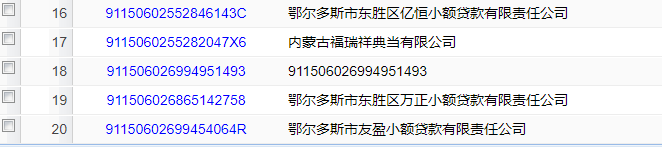 16 91150602552846143C 鄂尔多斯市东胜区亿恒小额贷款有限责任公司
17 9115060255282047X6 内蒙古福瑞祥典当有限公司
18 911506026994951493 911506026994951493
19 911506026865142758 鄂尔多斯市东胜区万正小额贷款有限责任公司
20 91150602699454064R 鄂尔多斯市友盈小额贷款有限责任公司